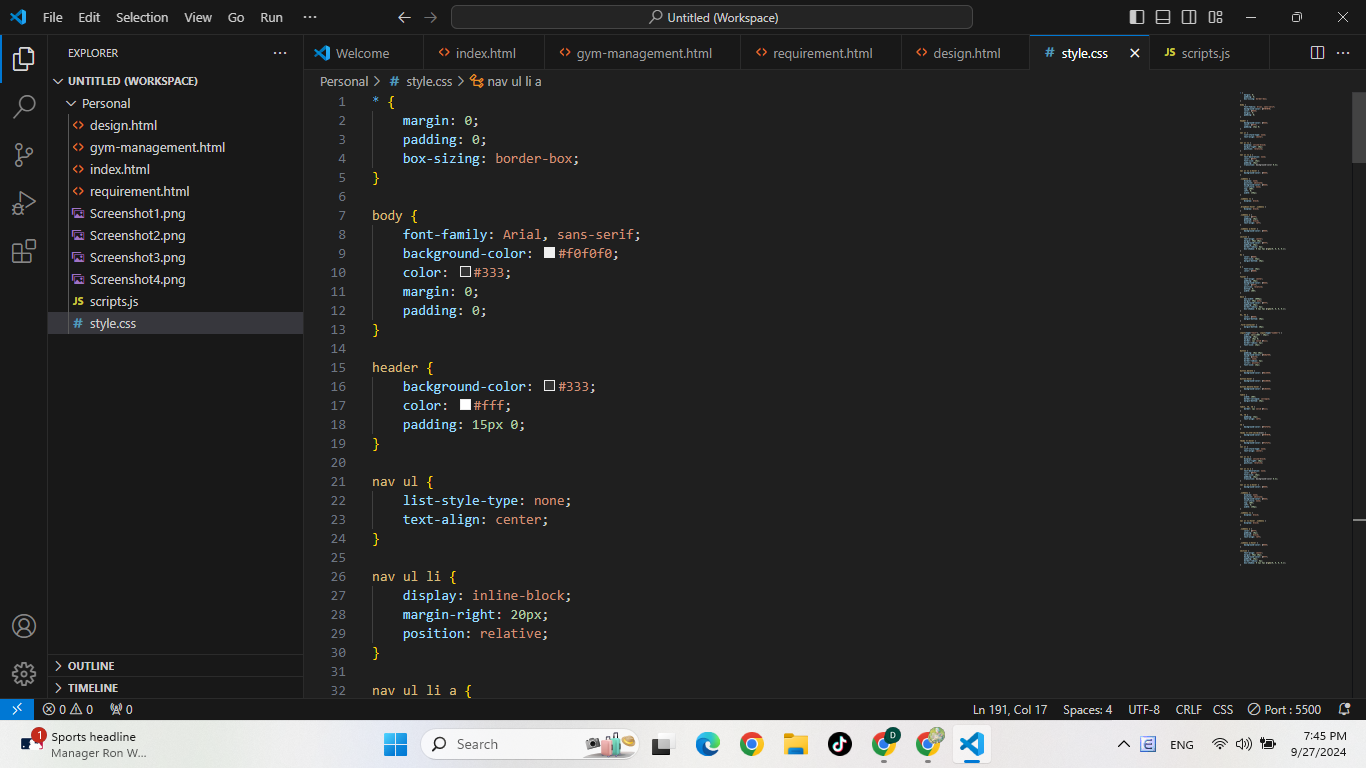 File Edit Selection View Go Run ··· Untitled (Workspace)
EXPLORER ···
UNTITLED (WORKSPACE)
Personal
design.html
gym-management.html
index.html
requirement.html
Screenshot1.png
Screenshot2.png
Screenshot3.png
Screenshot4.png
JS scripts.js
# style.css
OUTLINE
TIMELINE
Welcome <> index.html <> gym-management.html <> requirement.html <> design.html # style.css × JS scripts.js ···
Personal > # style.css > nav ul li a
1 * {
2 margin: 0;
3 padding: 0;
4 box-sizing: border-box;
5 }
6
7 body {
8 font-family: Arial, sans-serif;
9 background-color: #f0f0f0;
10 color: #333;
11 margin: 0;
12 padding: 0;
13 }
14
15 header {
16 background-color: #333;
17 color: #fff;
18 padding: 15px 0;
19 }
20
21 nav ul {
22 list-style-type: none;
23 text-align: center;
24 }
25
26 nav ul li {
27 display: inline-block;
28 margin-right: 20px;
29 position: relative;
30 }
31
32 nav ul li a {
0 0 0 Ln 191, Col 17 Spaces: 4 UTF-8 CRLF CSS Port : 5500
1 Sports headline
Manager Ron W...
Search
D
ENG
7:45 PM
9/27/2024